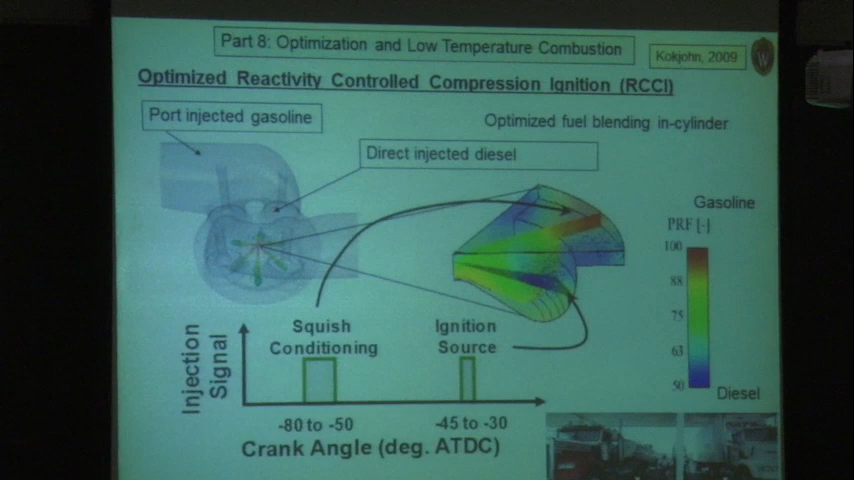 Part 8: Optimization and Low Temperature Combustion
Kokjohn, 2009
W
Optimized Reactivity Controlled Compression Ignition (RCCI)
Port injected gasoline
Optimized fuel blending in-cylinder
Direct injected diesel
Gasoline
PRF [-]
100
88
75
63
50
Diesel
Injection
Signal
Squish
Conditioning
Ignition
Source
-80 to -50
-45 to -30
Crank Angle (deg. ATDC)